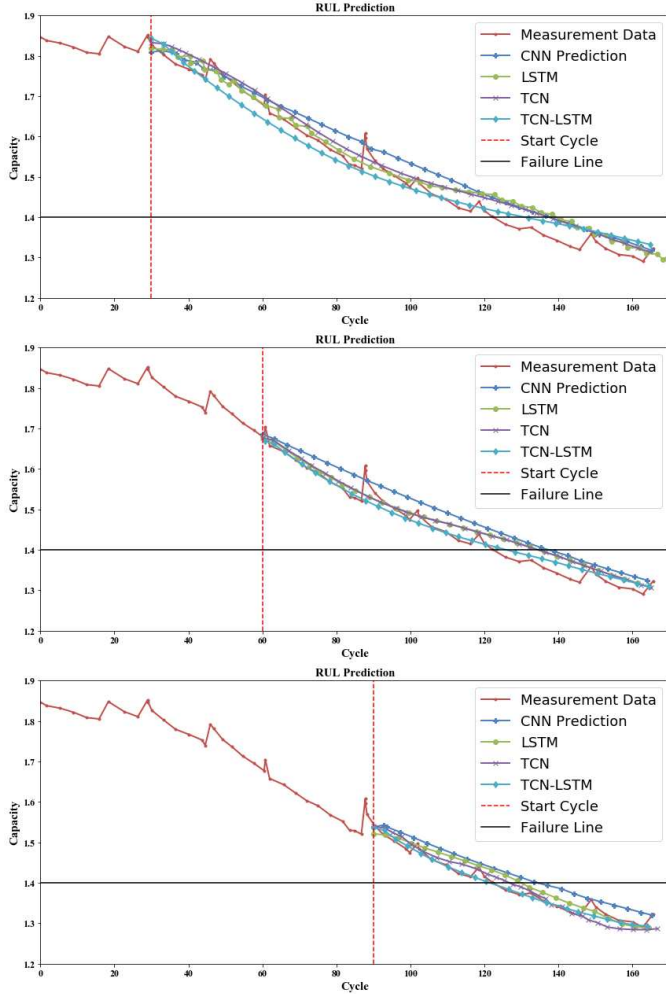 RUL Prediction
1.9
1.8
1.7
1.6
1.5
1.4
1.3
1.2
Capacity
Measurement Data
CNN Prediction
LSTM
TCN
TCN-LSTM
Start Cycle
Failure Line
0 20 40 60 80 100 120 140 160
Cycle
RUL Prediction
1.9
1.8
1.7
1.6
1.5
1.4
1.3
1.2
Capacity
Measurement Data
CNN Prediction
LSTM
TCN
TCN-LSTM
Start Cycle
Failure Line
0 20 40 60 80 100 120 140 160
Cycle
RUL Prediction
1.9
1.8
1.7
1.6
1.5
1.4
1.3
1.2
Capacity
Measurement Data
CNN Prediction
LSTM
TCN
TCN-LSTM
Start Cycle
Failure Line
0 20 40 60 80 100 120 140 160
Cycle